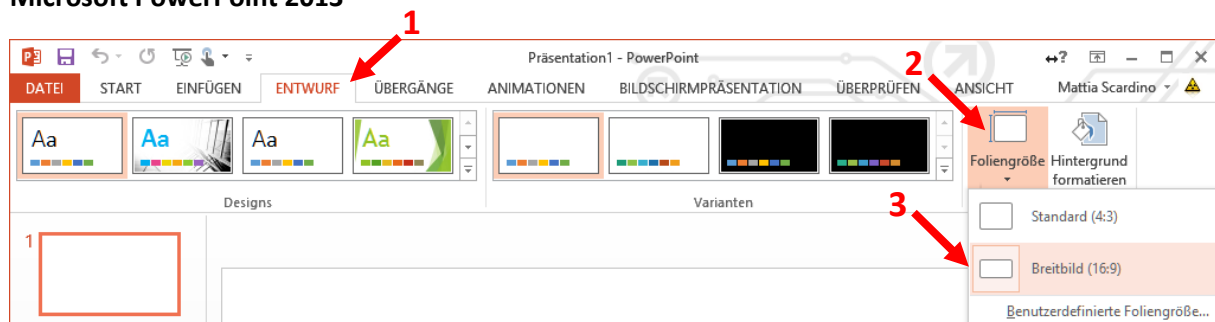 Microsoft PowerPoint 2013
1
Präsentation1 - PowerPoint
2
DATEI START EINFÜGEN ENTWURF ÜBERGÄNGE ANIMATIONEN BILDSCHIRMPRÄSENTATION ÜBERPRÜFEN ANSICHT Mattia Scardino
Aa Aa Aa Aa
Foliengröße Hintergrund
formatieren
Designs Varianten
3
Standard (4:3)
1
Breitbild (16:9)
Benutzerdefinierte Foliengröße...